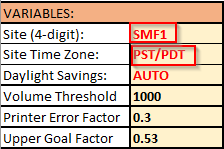 VARIABLES:
Site (4-digit): SMF1
Site Time Zone: PST/PDT
Daylight Savings: AUTO
Volume Threshold 1000
Printer Error Factor 0.3
Upper Goal Factor 0.53